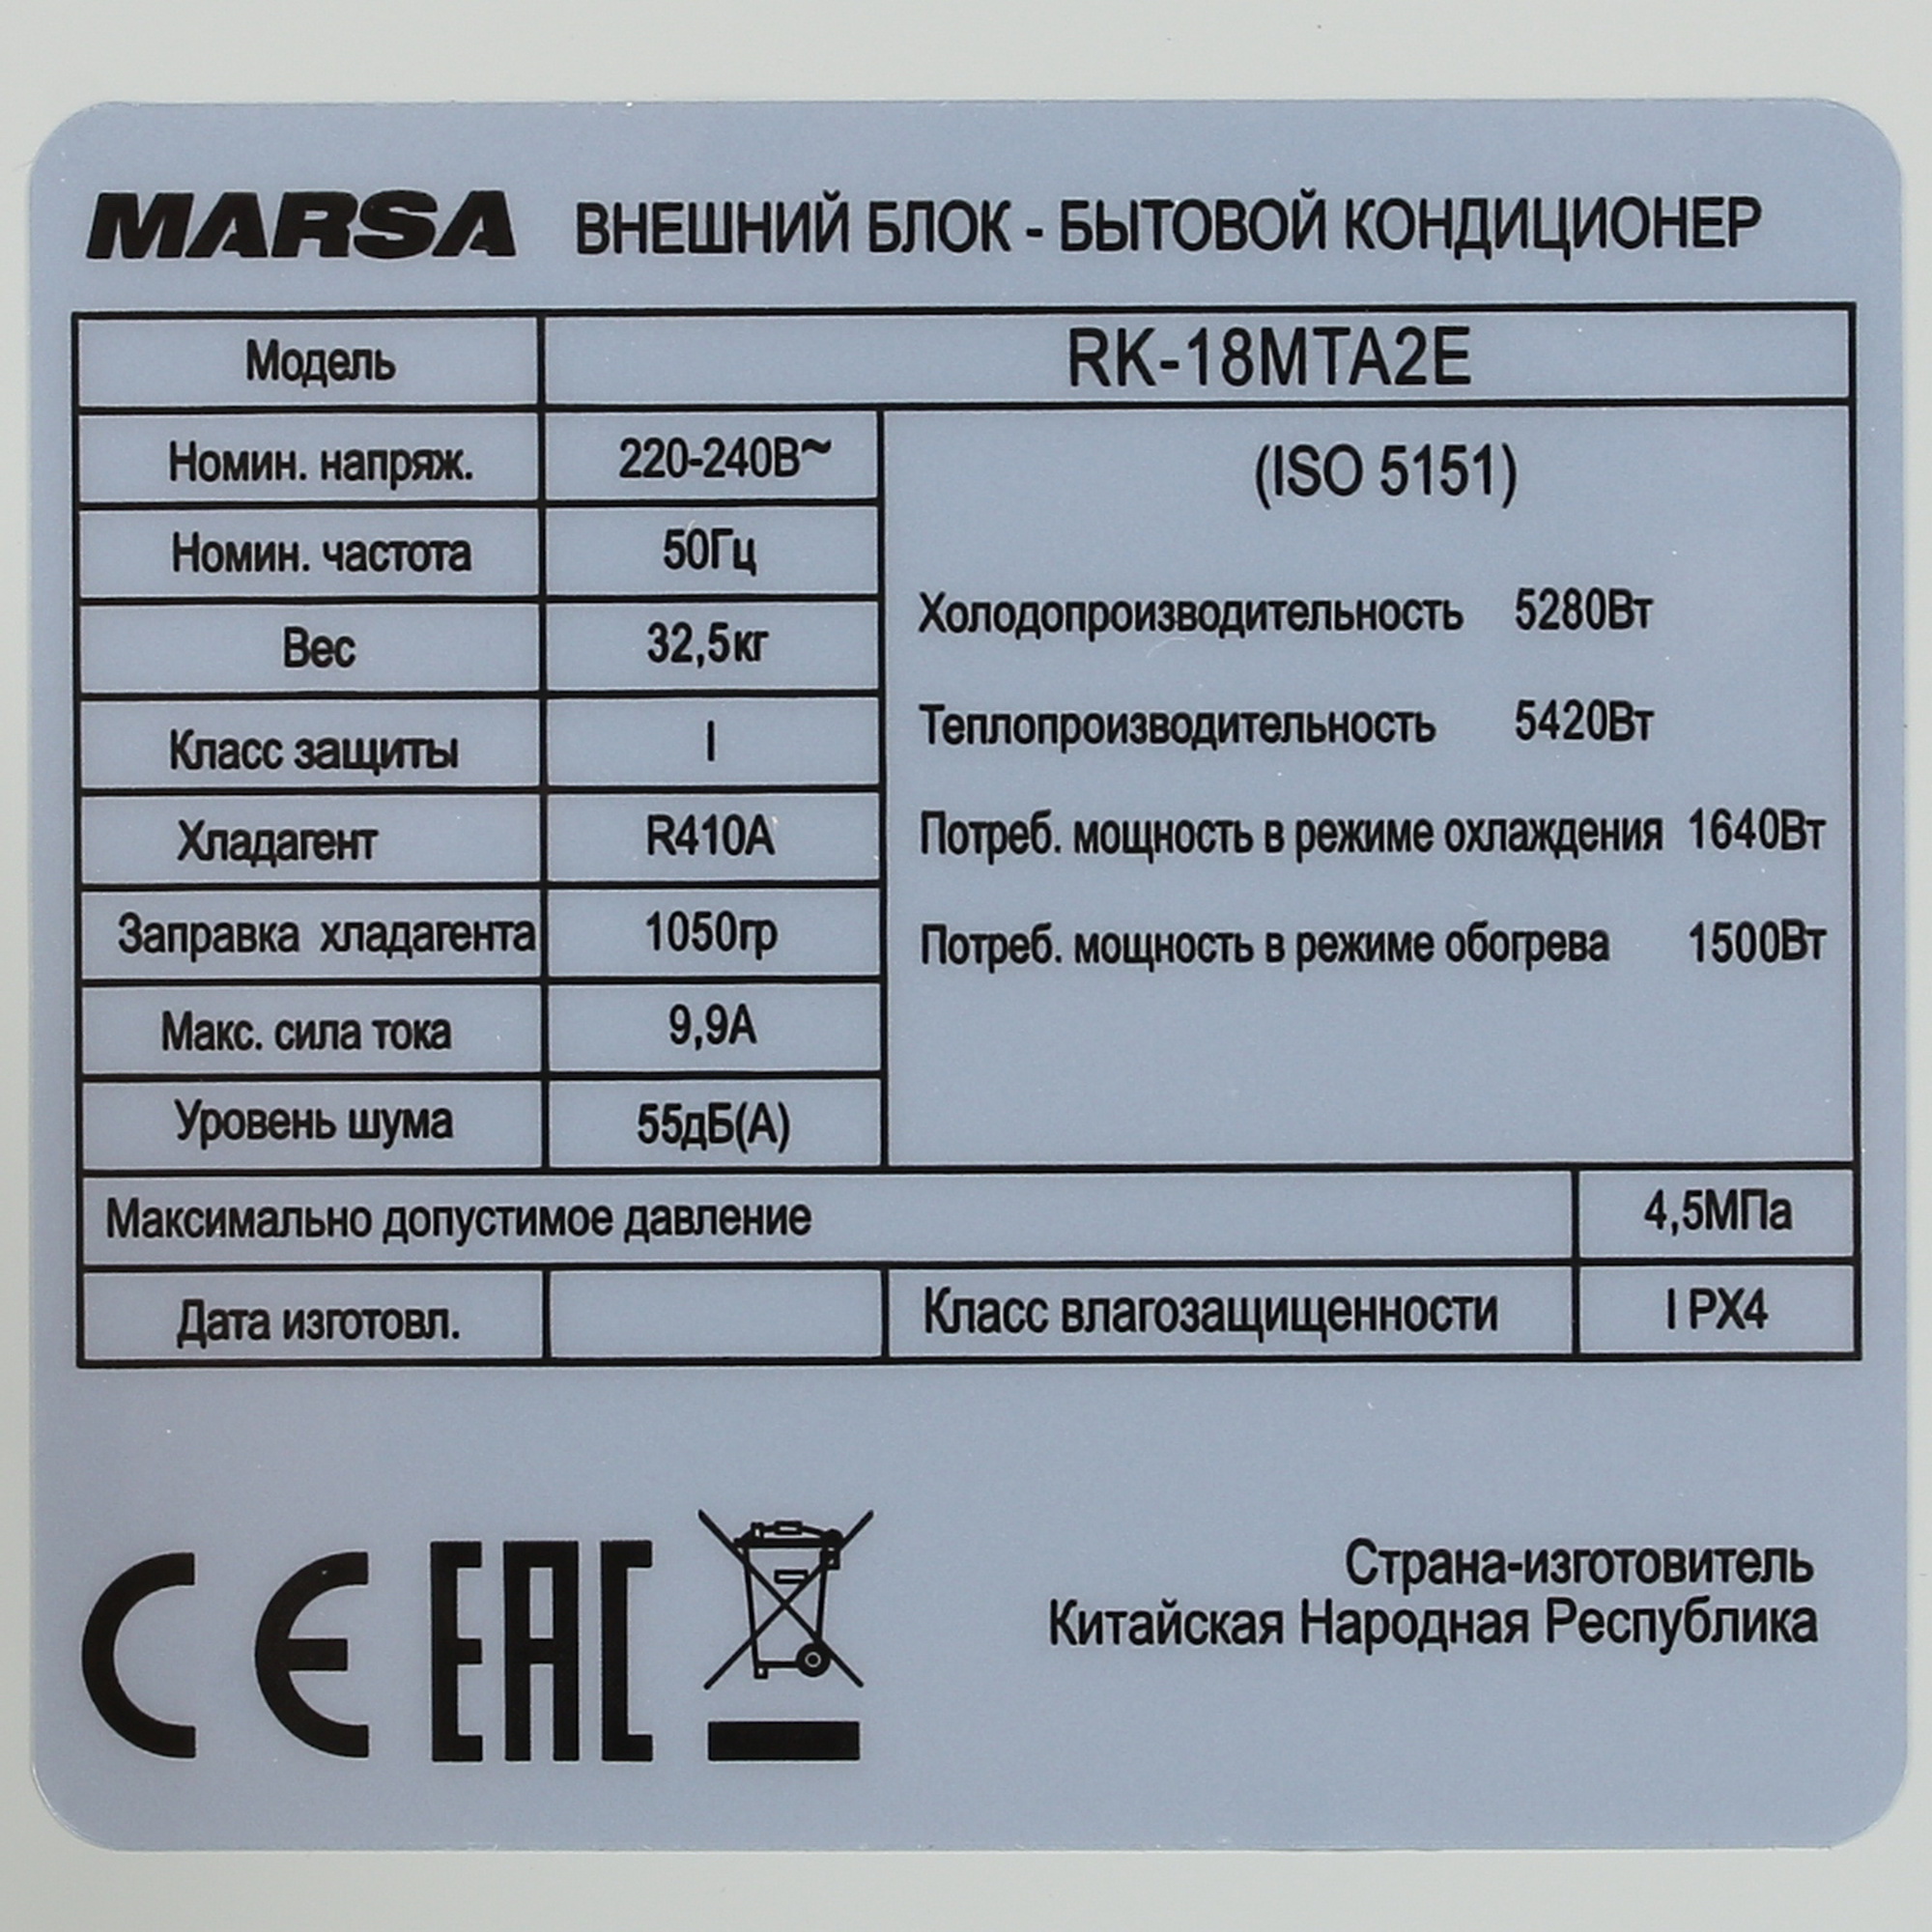 MARSA ВНЕШНИЙ БЛОК - БЫТОВОЙ КОНДИЦИОНЕР
Модель RK-18MTA2E
Номин. напряж. 220-240В~
Номин. частота 50Гц
Вес 32,5кг
Класс защиты I
Хладагент R410A
Заправка хладагента 1050гр
Макс. сила тока 9,9А
Уровень шума 55дБ(А)
(ISO 5151)
Холодопроизводительность 5280Вт
Теплопроизводительность 5420Вт
Потреб. мощность в режиме охлаждения 1640Вт
Потреб. мощность в режиме обогрева 1500Вт
Максимально допустимое давление 4,5МПа
Дата изготовл. Класс влагозащищенности I PX4
CE EAC
Страна-изготовитель
Китайская Народная Республика